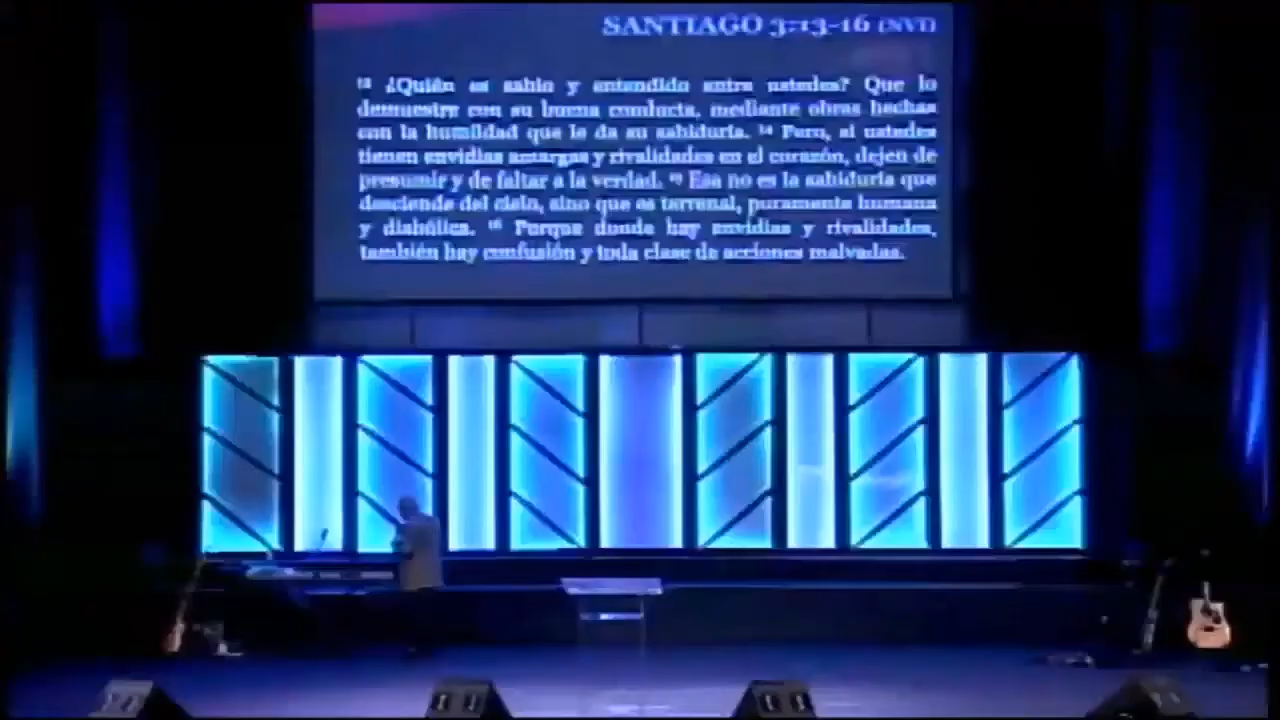 SANTIAGO 3:13-16 (NVI)
13 ¿Quién es sabio y entendido entre ustedes? Que lo
demuestre con su buena conducta, mediante obras hechas
con la humildad que le da su sabiduría. 14 Pero, si ustedes
tienen envidias amargas y rivalidades en el corazón, dejen de
presumir y de faltar a la verdad. 15 Esa no es la sabiduría que
desciende del cielo, sino que es terrenal, puramente humana
y diabólica. 16 Porque donde hay envidias y rivalidades,
también hay confusión y toda clase de acciones malvadas.